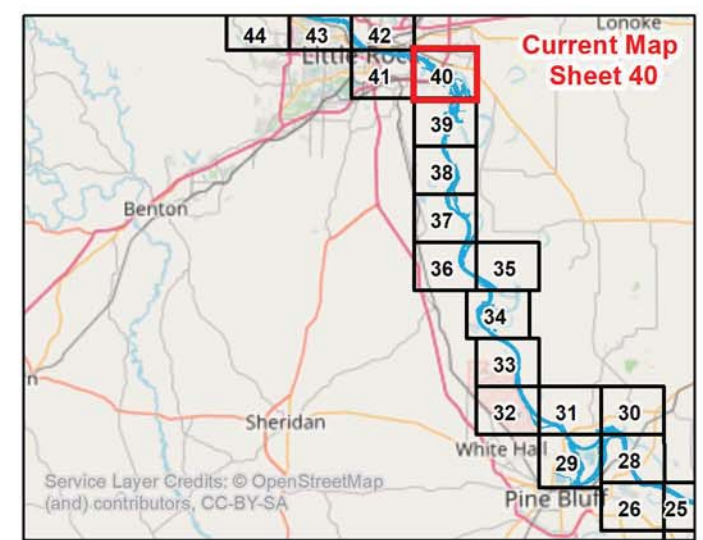 44
43
42
Lonoke
Little Rock
41
40
Current Map
Sheet 40
39
38
Benton
37
36
35
34
33
32
31
30
Sheridan
White Hall
29
28
Service Layer Credits: © OpenStreetMap
(and) contributors, CC-BY-SA
Pine Bluff
26
25
n